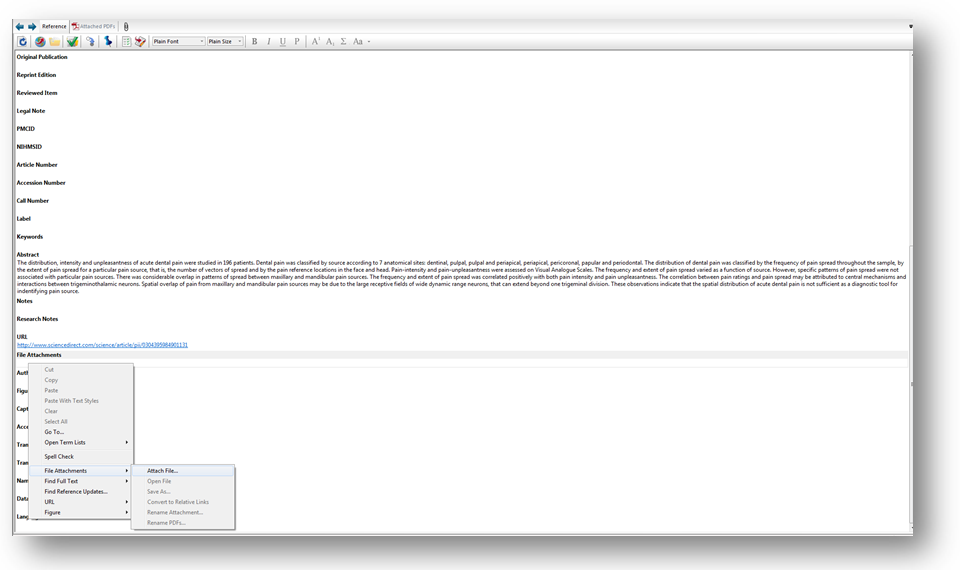 Reference Attached PDFs
Plain Font Plain Size B I U P A¹ A₁ Σ Aa
Original Publication
Reprint Edition
Reviewed Item
Legal Note
PMCID
NIHMSID
Article Number
Accession Number
Call Number
Label
Keywords
Abstract
The distribution, intensity and unpleasantness of acute dental pain were studied in 196 patients. Dental pain was classified by source according to 7 anatomical sites: dentinal, pulpal, pulpal and periapical, periapical, pericoronal, papular and periodontal. The distribution of dental pain was classified by the frequency of pain spread throughout the sample, by
the extent of pain spread for a particular pain source, that is, the number of vectors of spread and by the pain reference locations in the face and head. Pain-intensity and pain-unpleasantness were assessed on Visual Analogue Scales. The frequency and extent of pain spread varied as a function of source. However, specific patterns of pain spread were not
associated with particular pain sources. There was considerable overlap in patterns of spread between maxillary and mandibular pain sources. The frequency and extent of pain spread was correlated positively with both pain intensity and pain unpleasantness. The correlation between pain ratings and pain spread may be attributed to central mechanisms and
interactions between trigeminothalamic neurons. Spatial overlap of pain from maxillary and mandibular pain sources may be due to the large receptive fields of wide dynamic range neurons, that can extend beyond one trigeminal division. These observations indicate that the spatial distribution of acute dental pain is not sufficient as a diagnostic tool for
indentifying pain source.
Notes
Research Notes
URL
http://www.sciencedirect.com/science/article/pii/0304395984901131
File Attachments
Auth
Figu
Capt
Acce
Tran
Tran
Nam
Data
Lang
Cut
Copy
Paste
Paste With Text Styles
Clear
Select All
Go To...
Open Term Lists
Spell Check
File Attachments
Find Full Text
Find Reference Updates...
URL
Figure
Attach File...
Open File
Save As...
Convert to Relative Links
Rename Attachment...
Rename PDFs...